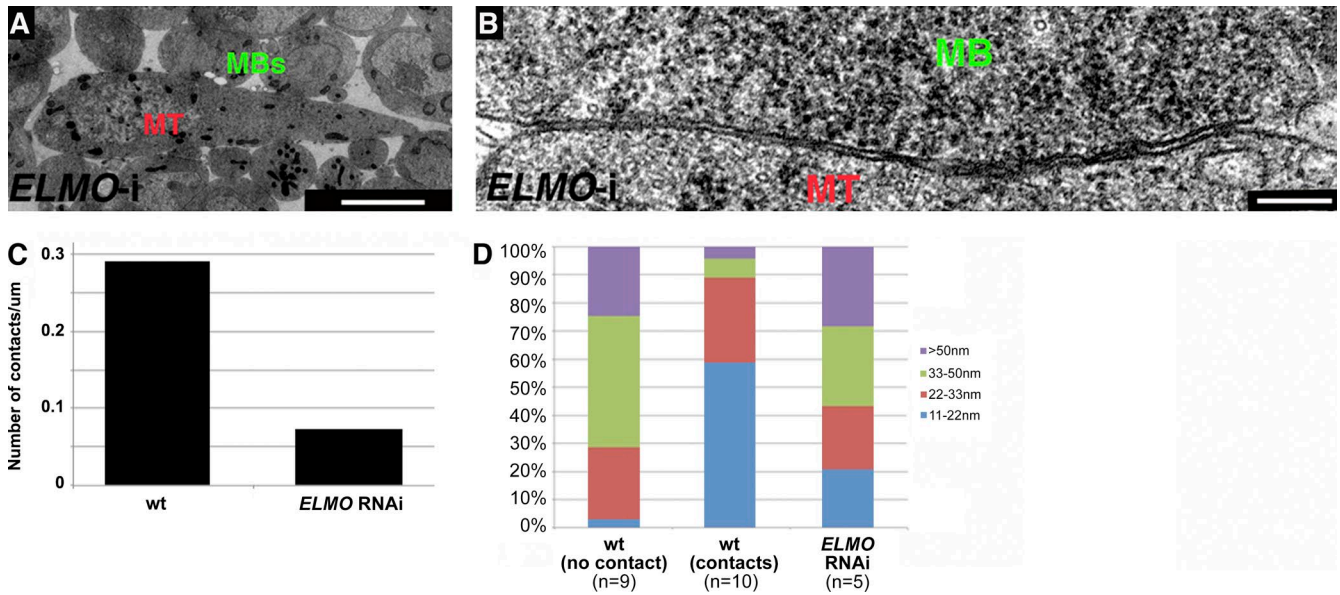 A
MBs
MT
ELMO-i
B
MB
MT
ELMO-i
C
Number of contacts/um
0.3
0.2
0.1
0
wt
ELMO RNAi
D
100%
90%
80%
70%
60%
50%
40%
30%
20%
10%
0%
wt
(no contact)
(n=9)
wt
(contacts)
(n=10)
ELMO
RNAi
(n=5)
>50nm
33-50nm
22-33nm
11-22nm